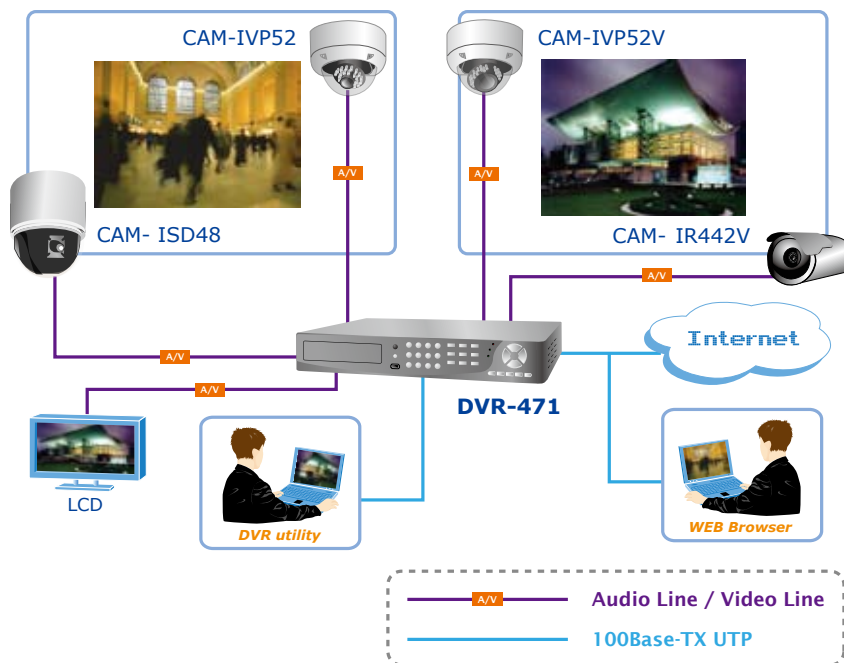 CAM-IVP52
CAM-IVP52V
A/V
A/V
CAM- ISD48
CAM- IR442V
A/V
Internet
A/V
A/V
DVR-471
LCD
DVR utility
WEB Browser
A/V Audio Line / Video Line
100Base-TX UTP